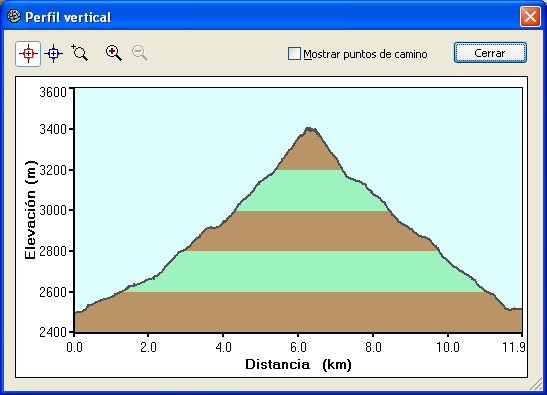 Perfil vertical
Mostrar puntos de camino
Cerrar
3600
3400
3200
3000
2800
2600
2400
Elevación (m)
0.0 2.0 4.0 6.0 8.0 10.0 11.9
Distancia (km)